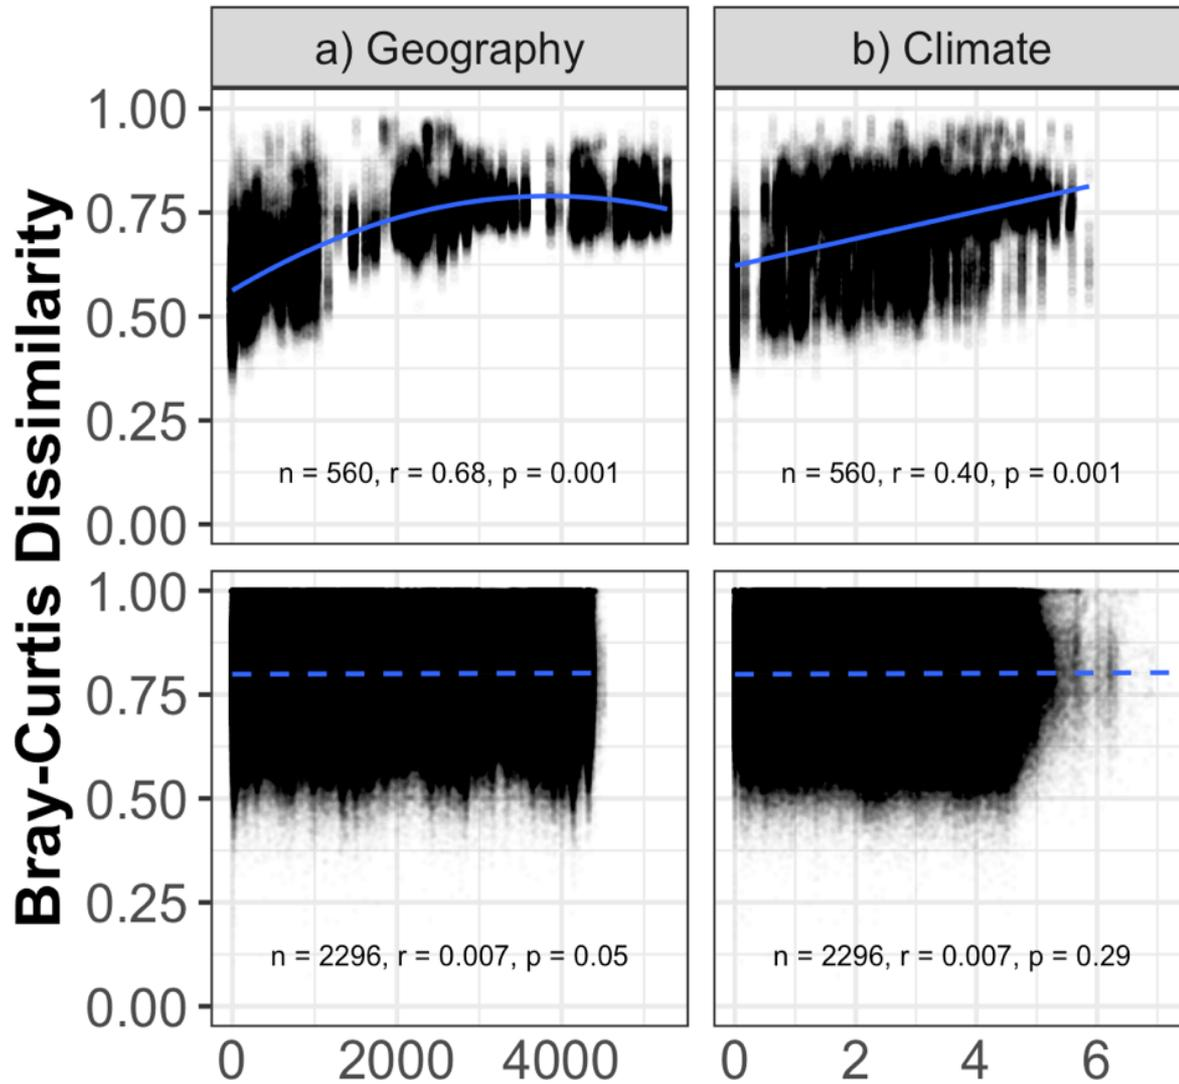 a) Geography
b) Climate
Bray-Curtis Dissimilarity
1.00
0.75
0.50
0.25
0.00
n = 560, r = 0.68, p = 0.001
n = 560, r = 0.40, p = 0.001
1.00
0.75
0.50
0.25
0.00
n = 2296, r = 0.007, p = 0.05
n = 2296, r = 0.007, p = 0.29
0 2000 4000
0 2 4 6